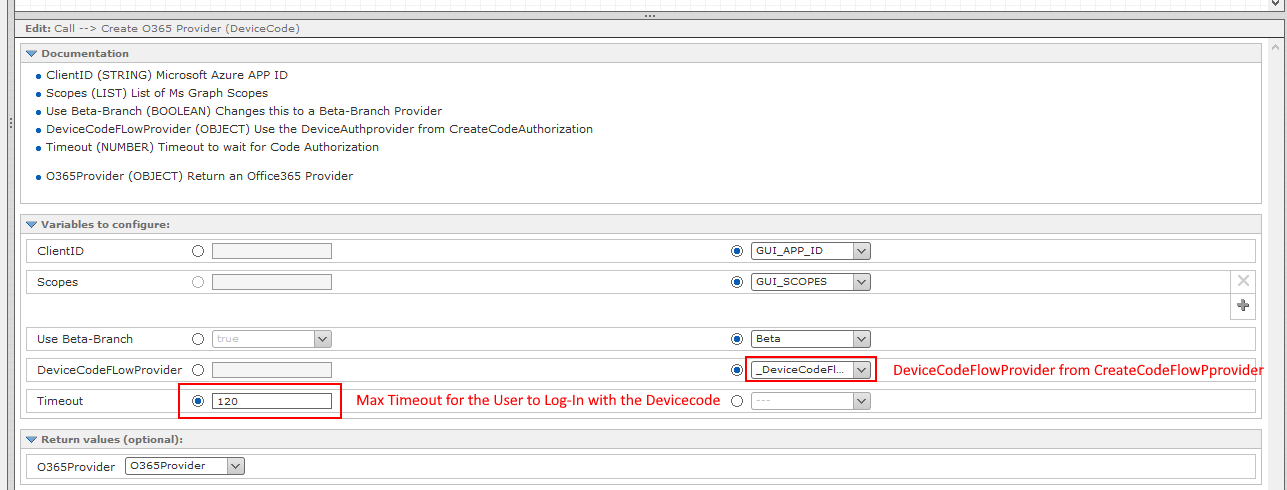 Edit: Call --> Create O365 Provider (DeviceCode)
Documentation
ClientID (STRING) Microsoft Azure APP ID
Scopes (LIST) List of Ms Graph Scopes
Use Beta-Branch (BOOLEAN) Changes this to a Beta-Branch Provider
DeviceCodeFLowProvider (OBJECT) Use the DeviceAuthprovider from CreateCodeAuthorization
Timeout (NUMBER) Timeout to wait for Code Authorization
O365Provider (OBJECT) Return an Office365 Provider
Variables to configure:
ClientID GUI_APP_ID
Scopes GUI_SCOPES
Use Beta-Branch true Beta
DeviceCodeFLowProvider _DeviceCodeFl... DeviceCodeFlowProvider from CreateCodeFlowPprovider
Timeout 120 Max Timeout for the User to Log-In with the Devicecode ---
Return values (optional):
O365Provider O365Provider